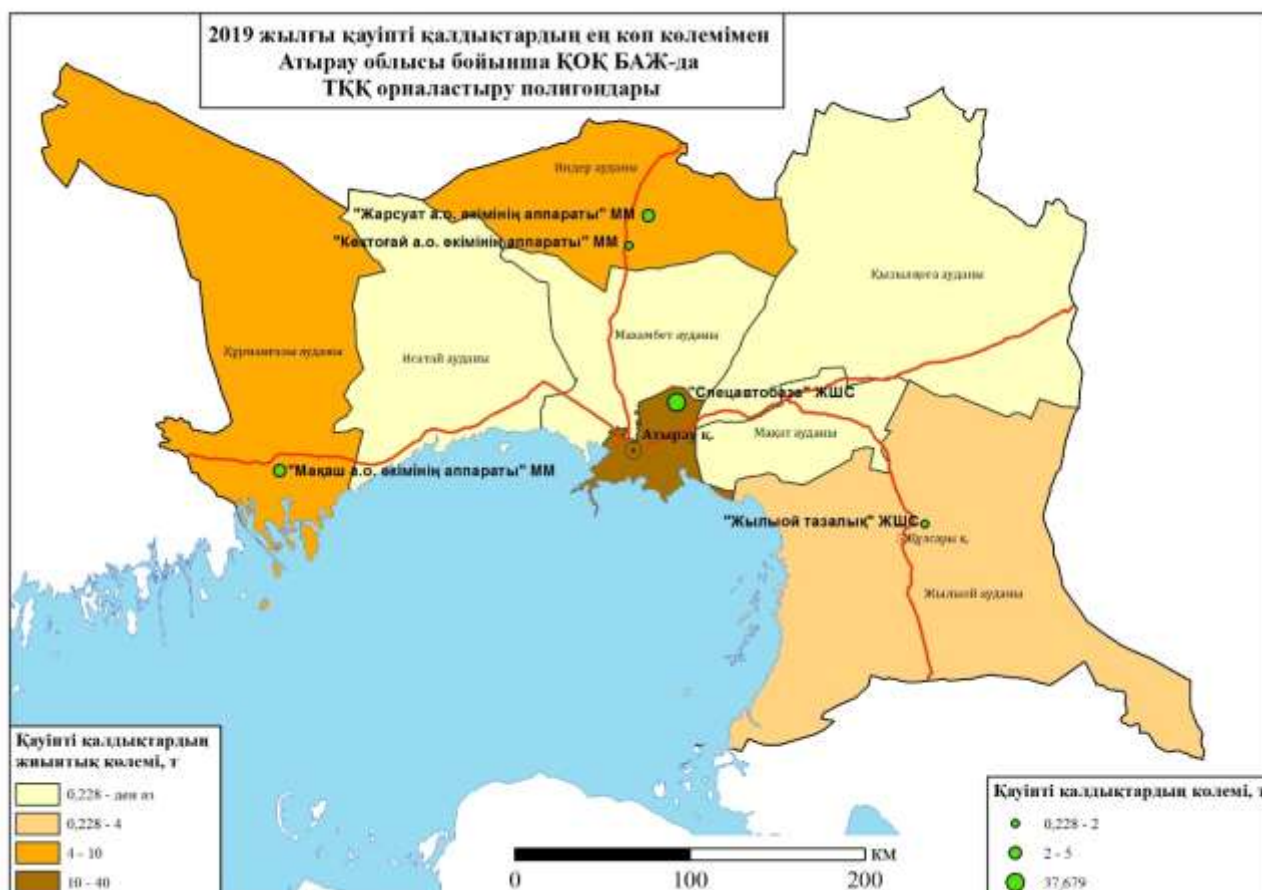 2019 жылғы қауіпті қалдықтардың ең көп көлемімен
Атырау облысы бойынша ҚОҚ БАЖ-да
ТҚҚ орналастыру полигондары
Индер ауданы
"Жарсуат а.о. әкімінің аппараты" ММ
"Көктоғай а.о. әкімінің аппараты" ММ
Қызылқоға ауданы
Махамбет ауданы
Құрманғазы ауданы
Исатай ауданы
"Спецавтобаза" ЖШС
Атырау қ.
Мақат ауданы
"Мақаш а.о. әкімінің аппараты" ММ
"Жылыой тазалық" ЖШС
Құлсары қ.
Жылыой ауданы
Қауіпті қалдықтардың
жиынтық көлемі, т
0,228 - ден аз
0,228 - 4
4 - 10
10 - 40
КМ
0 100 200
Қауіпті қалдықтардың көлемі, т
0,228 - 2
2 - 5
37,679